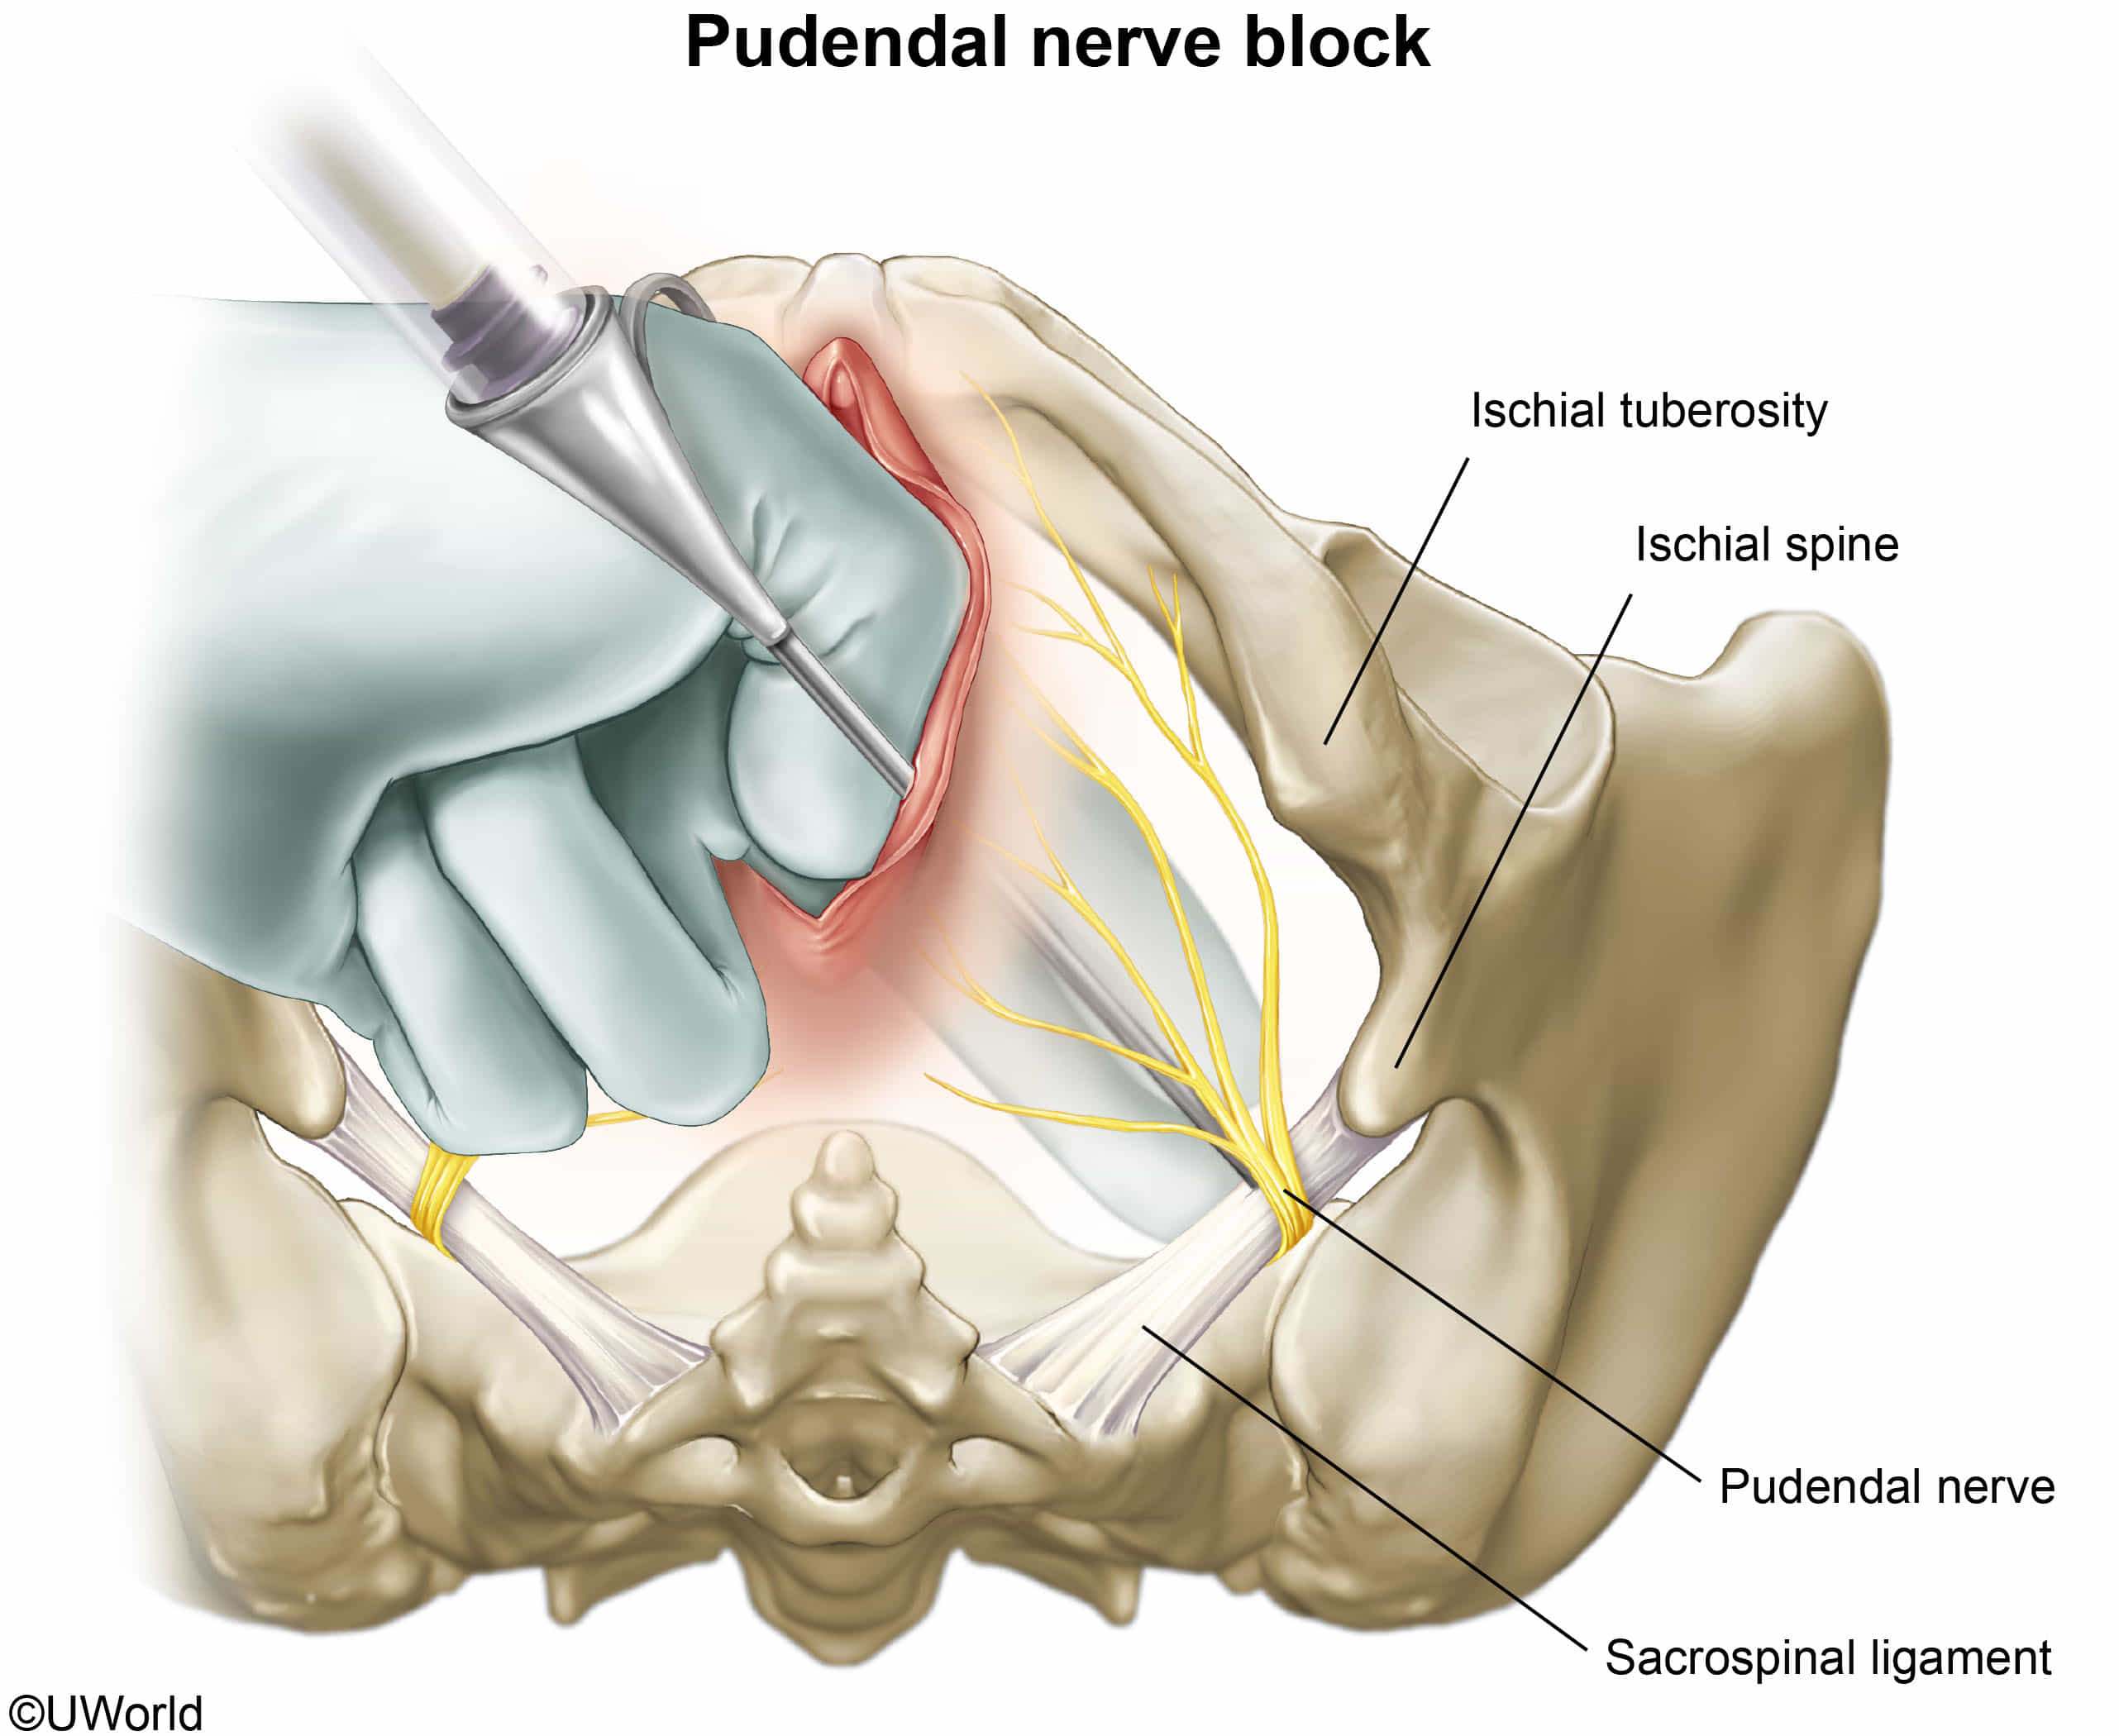 Pudendal nerve block
Ischial tuberosity
Ischial spine
Pudendal nerve
Sacrospinal ligament
©UWorld